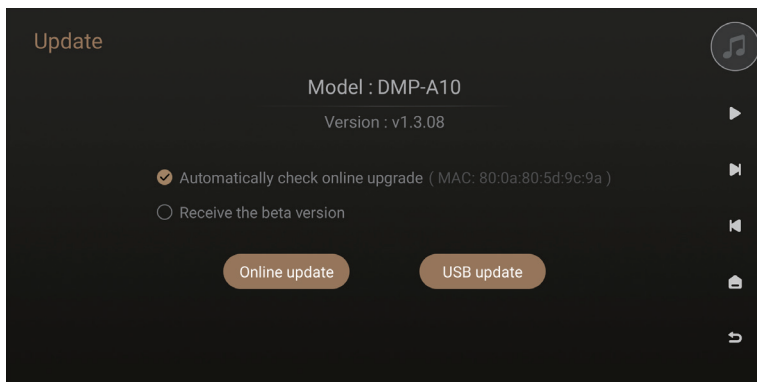 Update
Model : DMP-A10
Version : v1.3.08
Automatically check online upgrade ( MAC: 80:0a:80:5d:9c:9a )
Receive the beta version
Online update
USB update